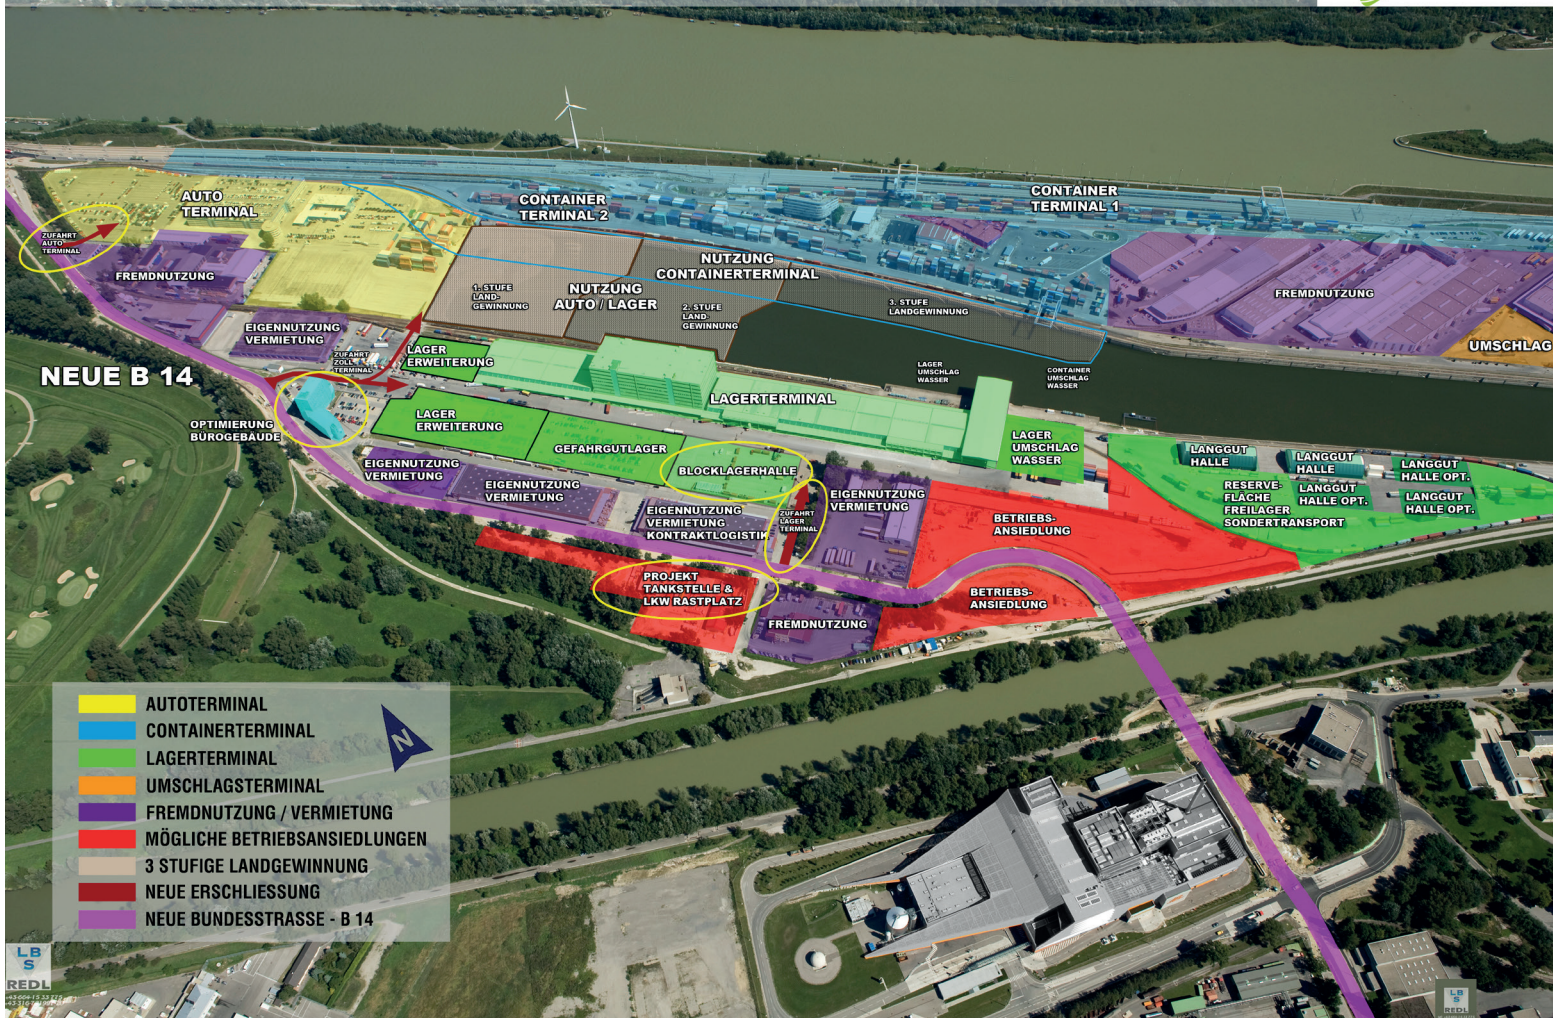 AUTO
TERMINAL
CONTAINER
TERMINAL 2
CONTAINER
TERMINAL 1
ZUFAHRT
AUTO
TERMINAL
FREMDNUTZUNG
NUTZUNG
CONTAINERTERMINAL
1. STUFE
LAND-
GEWINNUNG
NUTZUNG
AUTO / LAGER
2. STUFE
LAND-
GEWINNUNG
3. STUFE
LANDGEWINNUNG
FREMDNUTZUNG
UMSCHLAG
EIGENNUTZUNG
VERMIETUNG
ZUFAHRT
ZOLL
TERMINAL
LAGER
ERWEITERUNG
LAGER
UMSCHLAG
WASSER
CONTAINER
UMSCHLAG
WASSER
NEUE B 14
LAGERTERMINAL
OPTIMIERUNG
BÜROGEBÄUDE
LAGER
ERWEITERUNG
GEFAHRGUTLAGER
BLOCKLAGERHALLE
LAGER
UMSCHLAG
WASSER
LANGGUT
HALLE
LANGGUT
HALLE
LANGGUT
HALLE OPT.
RESERVE-
FLÄCHE
FREILAGER
SONDERTRANSPORT
LANGGUT
HALLE OPT.
LANGGUT
HALLE OPT.
EIGENNUTZUNG
VERMIETUNG
EIGENNUTZUNG
VERMIETUNG
EIGENNUTZUNG
VERMIETUNG
KONTRAKTLOGISTIK
ZUFAHRT
LAGER
TERMINAL
EIGENNUTZUNG
VERMIETUNG
BETRIEBS-
ANSIEDLUNG
PROJEKT
TANKSTELLE &
LKW RASTPLATZ
FREMDNUTZUNG
BETRIEBS-
ANSIEDLUNG
AUTOTERMINAL
CONTAINERTERMINAL
LAGERTERMINAL
UMSCHLAGSTERMINAL
FREMDNUTZUNG / VERMIETUNG
MÖGLICHE BETRIEBSANSIEDLUNGEN
3 STUFIGE LANDGEWINNUNG
NEUE ERSCHLIESSUNG
NEUE BUNDESSTRASSE - B 14
N
LB
S
REDL
LB
S
REDL